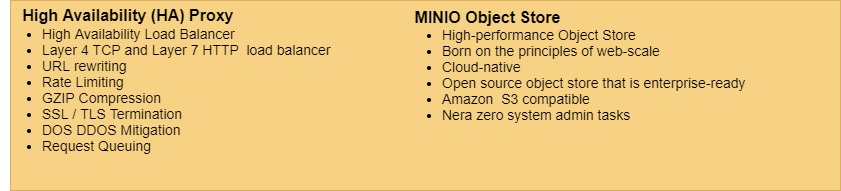 High Availability (HA) Proxy
High Availability Load Balancer
Layer 4 TCP and Layer 7 HTTP  load balancer
URL rewriting
Rate Limiting
GZIP Compression
SSL / TLS Termination
DOS DDOS Mitigation
Request Queuing
MINIO Object Store
High-performance Object Store
Born on the principles of web-scale
Cloud-native
Open source object store that is enterprise-ready
Amazon  S3 compatible
Nera zero system admin tasks